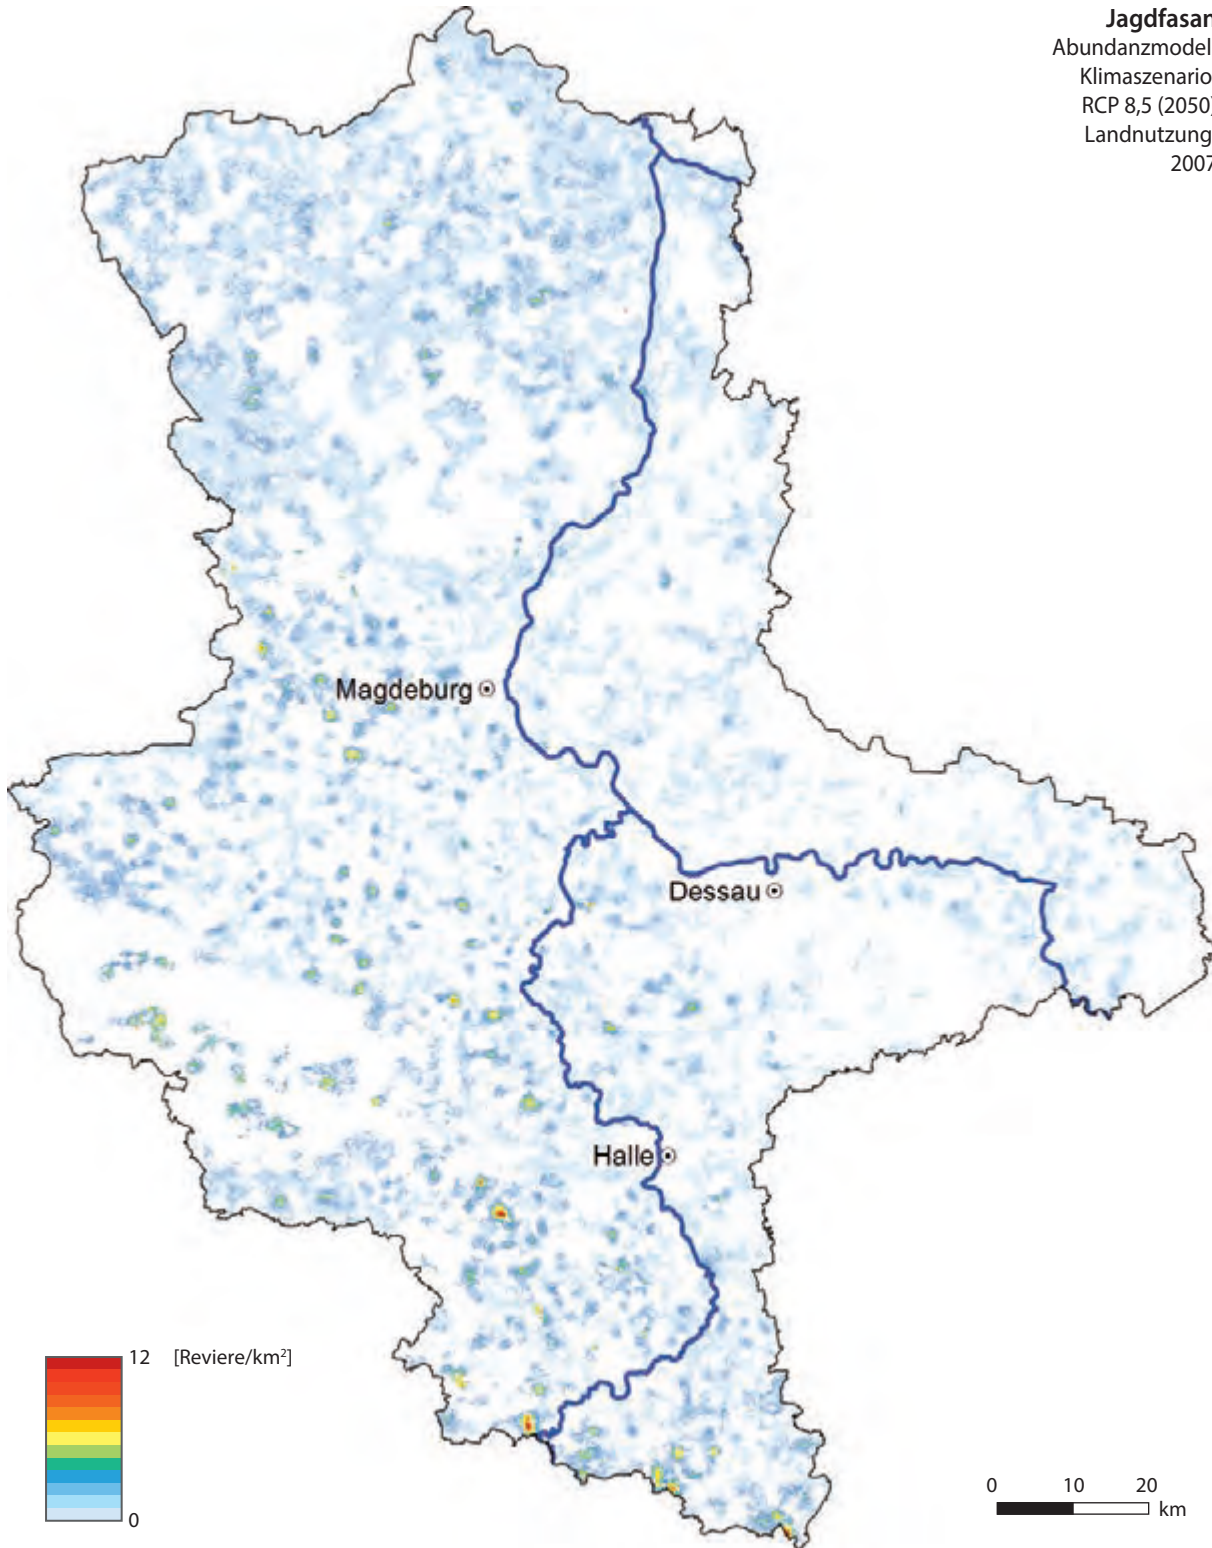 Jagdfasan
Abundanzmodel
Klimaszenario
RCP 8,5 (2050)
Landnutzung
2007
Magdeburg
Dessau
Halle
12 [Reviere/km²]
0
0 10 20
km